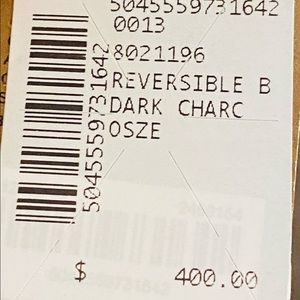 5045559731642
0013
8021196
REVERSIBLE B
DARK CHARC
OSZE
5045559731642
$ 400.00